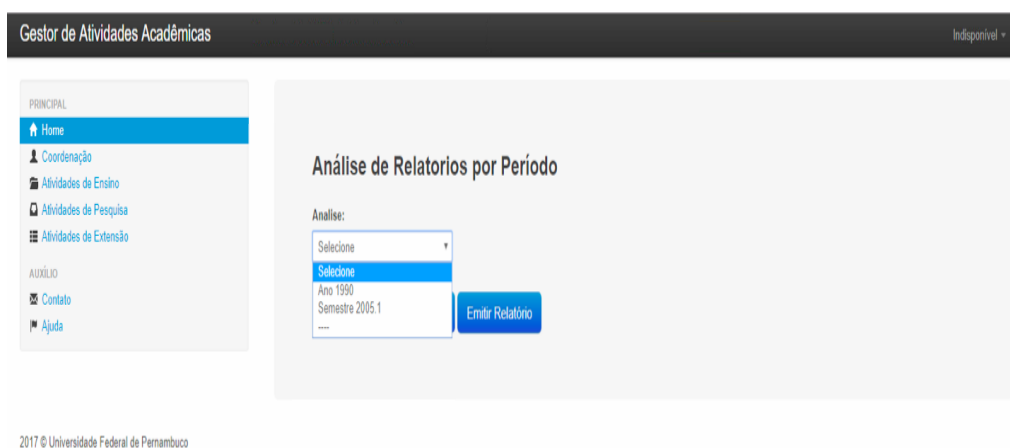 Gestor de Atividades Acadêmicas
Indisponível
PRINCIPAL
Home
Coordenação
Atividades de Ensino
Atividades de Pesquisa
Atividades de Extensão
AUXÍLIO
Contato
Ajuda
Análise de Relatorios por Período
Analise:
Selecione
Selecione
Ano 1990
Semestre 2005.1
----
Emitir Relatório
2017 © Universidade Federal de Pernambuco